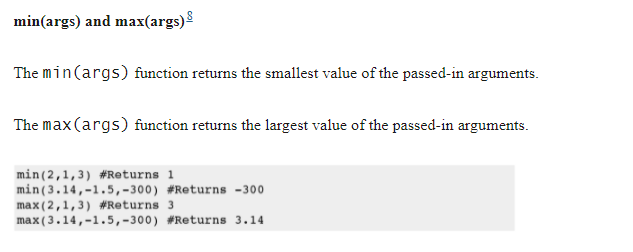 min(args) and max(args)§
The min(args) function returns the smallest value of the passed-in arguments.
The max(args) function returns the largest value of the passed-in arguments.
min(2,1,3) #Returns 1
min(3.14,-1.5,-300) #Returns -300
max(2,1,3) #Returns 3
max(3.14,-1.5,-300) #Returns 3.14